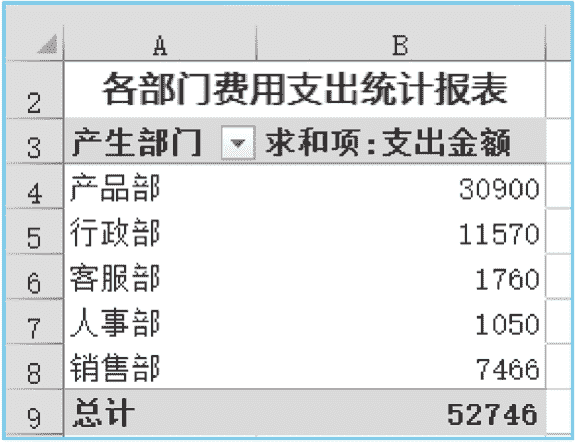 A B
2 各部门费用支出统计报表
3 产生部门 求和项:支出金额
4 产品部 30900
5 行政部 11570
6 客服部 1760
7 人事部 1050
8 销售部 7466
9 总计 52746